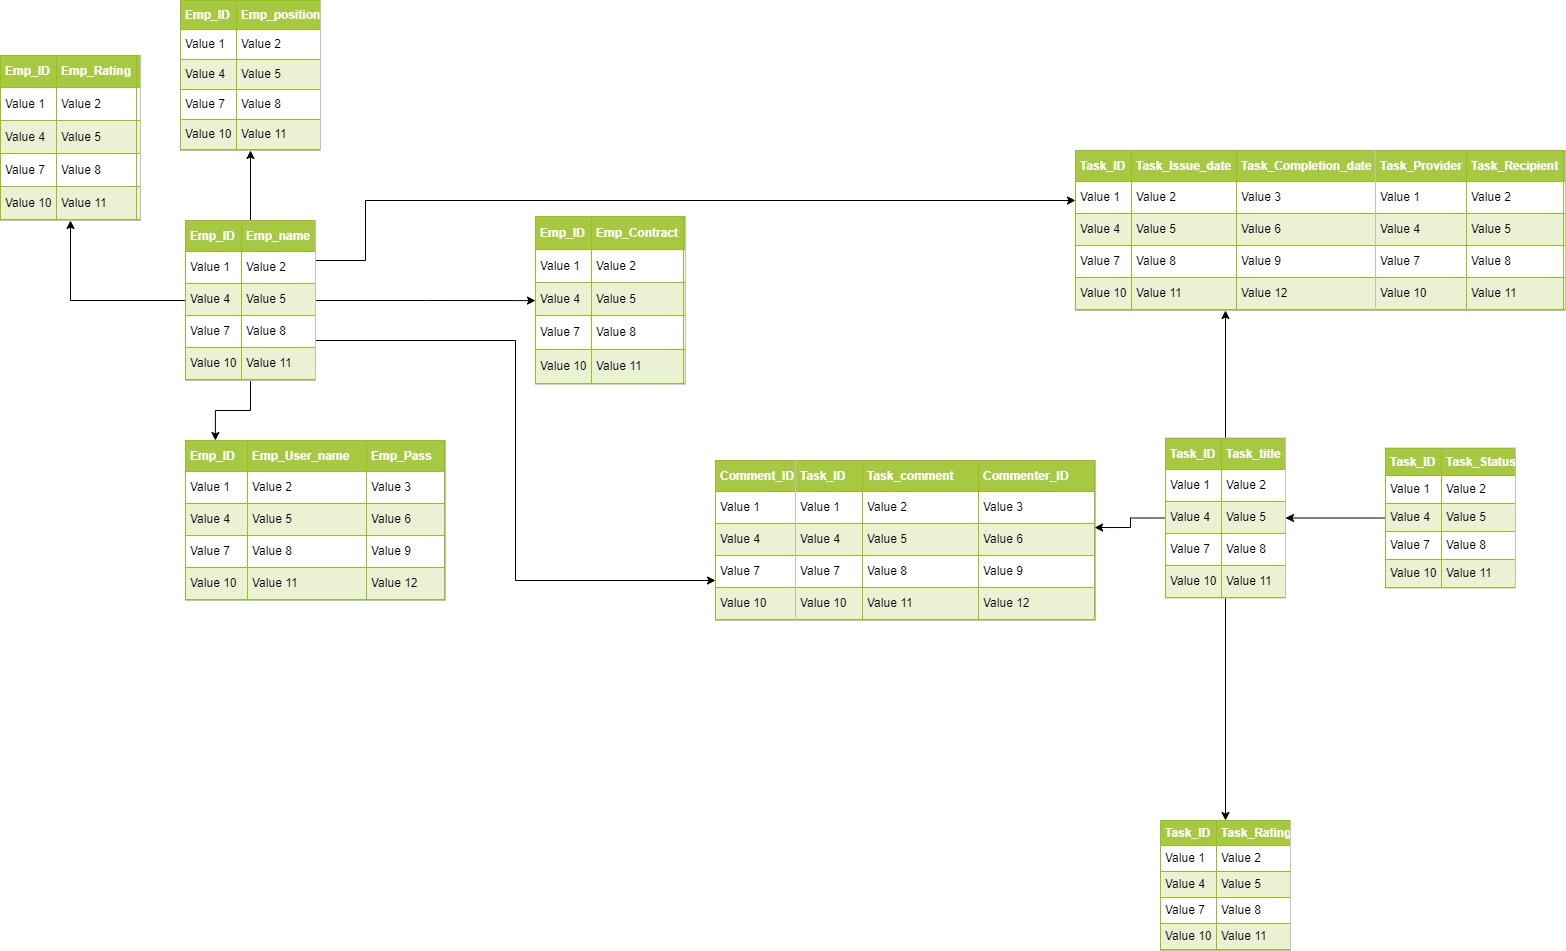 Emp_ID Emp_position
Value 1 Value 2
Value 4 Value 5
Value 7 Value 8
Value 10 Value 11
Emp_ID Emp_Rating
Value 1 Value 2
Value 4 Value 5
Value 7 Value 8
Value 10 Value 11
Task_ID Task_Issue_date Task_Completion_date Task_Provider Task_Recipient
Value 1 Value 2 Value 3 Value 1 Value 2
Value 4 Value 5 Value 6 Value 4 Value 5
Value 7 Value 8 Value 9 Value 7 Value 8
Value 10 Value 11 Value 12 Value 10 Value 11
Emp_ID Emp_name
Value 1 Value 2
Value 4 Value 5
Value 7 Value 8
Value 10 Value 11
Emp_ID Emp_Contract
Value 1 Value 2
Value 4 Value 5
Value 7 Value 8
Value 10 Value 11
Emp_ID Emp_User_name Emp_Pass
Value 1 Value 2 Value 3
Value 4 Value 5 Value 6
Value 7 Value 8 Value 9
Value 10 Value 11 Value 12
Comment_ID Task_ID Task_comment Commenter_ID
Value 1 Value 1 Value 2 Value 3
Value 4 Value 4 Value 5 Value 6
Value 7 Value 7 Value 8 Value 9
Value 10 Value 10 Value 11 Value 12
Task_ID Task_title
Value 1 Value 2
Value 4 Value 5
Value 7 Value 8
Value 10 Value 11
Task_ID Task_Status
Value 1 Value 2
Value 4 Value 5
Value 7 Value 8
Value 10 Value 11
Task_ID Task_Rating
Value 1 Value 2
Value 4 Value 5
Value 7 Value 8
Value 10 Value 11